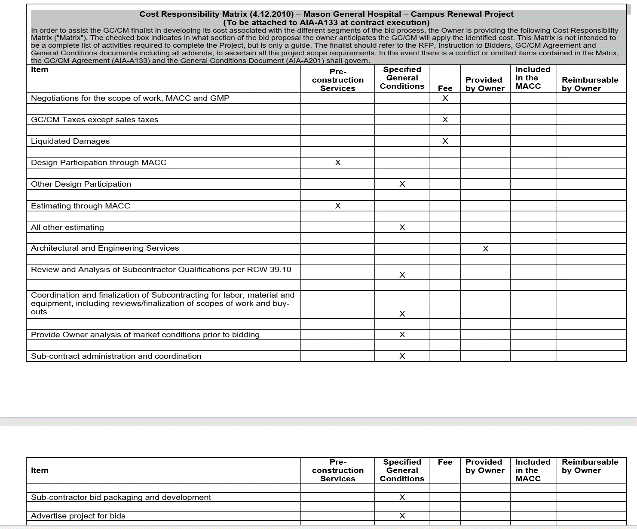 Cost Responsibility Matrix (4.12.2010) – Mason General Hospital – Campus Renewal Project
(To be attached to AIA-A133 at contract execution)
In order to assist the GC/CM finalist in developing its cost associated with the different segments of the bid process, the Owner is providing the following Cost Responsibility
Matrix ("Matrix"). The checked box indicates in what section of the bid proposal the owner anticipates the GC/CM will apply the identified cost. This Matrix is not intended to
be a complete list of activities required to complete the Project, but is only a guide. The finalist should refer to the RFP, Instruction to Bidders, GC/CM Agreement and
General Conditions documents including all addenda, to ascertain all the project scope requirements. In the event there is a conflict or omitted items contained in the Matrix,
the GC/CM Agreement (AIA-A133) and the General Conditions Document (AIA-A201) shall govern.
Item Pre-construction Services Specified General Conditions Fee Provided by Owner Included in the MACC Reimbursable by Owner
Negotiations for the scope of work, MACC and GMP X
GC/CM Taxes except sales taxes X
Liquidated Damages X
Design Participation through MACC X
Other Design Participation X
Estimating through MACC X
All other estimating X
Architectural and Engineering Services X
Review and Analysis of Subcontractor Qualifications per RCW 39.10 X
Coordination and finalization of Subcontracting for labor, material and
equipment, including reviews/finalization of scopes of work and buy-
outs X
Provide Owner analysis of market conditions prior to bidding X
Sub-contract administration and coordination X
Item Pre-construction Services Specified General Conditions Fee Provided by Owner Included in the MACC Reimbursable by Owner
Sub-contractor bid packaging and development X
Advertise project for bids X